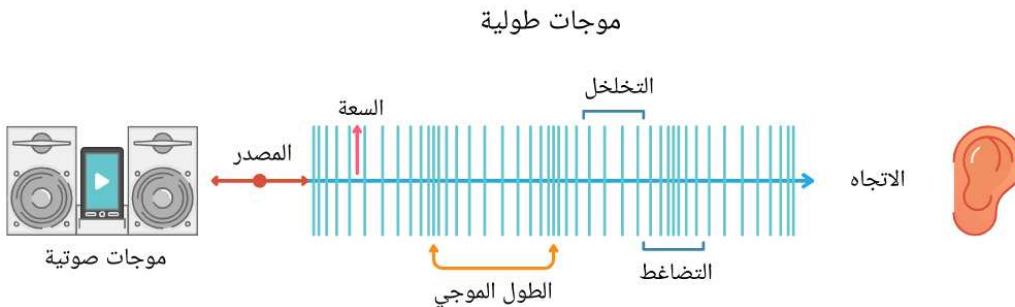 موجات طولية
التخلخل
السعة
المصدر
الاتجاه
موجات صوتية
الطول الموجي
التضاغط